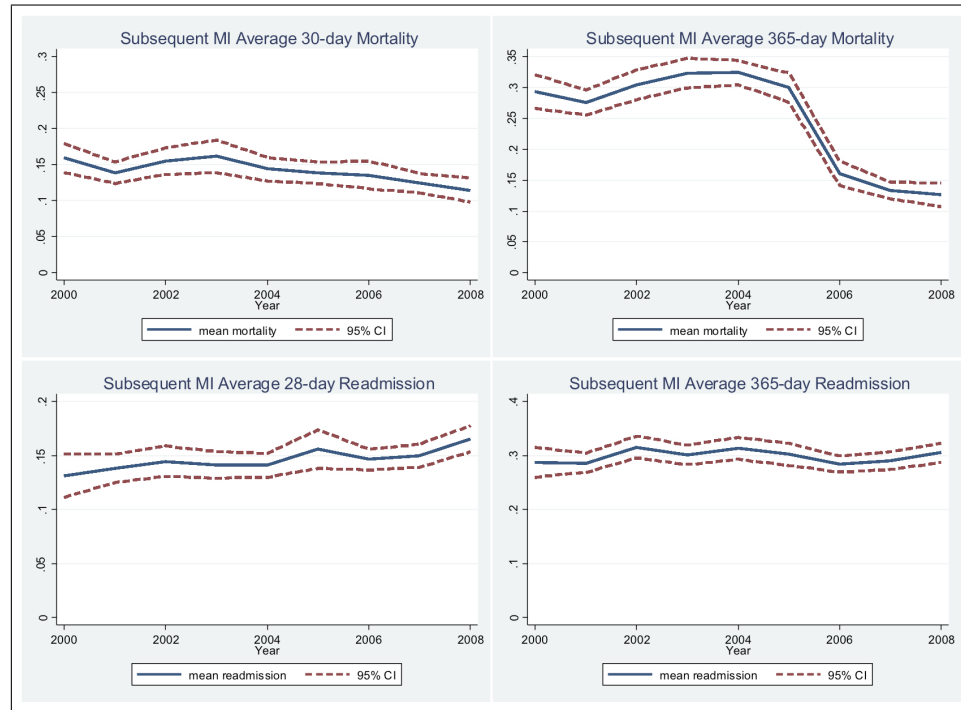 Subsequent MI Average 30-day Mortality
.3
.25
.2
.15
.1
.05
0
2000 2002 2004 2006 2008
Year
mean mortality 95% CI
Subsequent MI Average 365-day Mortality
.35
.3
.25
.2
.15
.1
.05
0
2000 2002 2004 2006 2008
Year
mean mortality 95% CI
Subsequent MI Average 28-day Readmission
.2
.15
.1
.05
0
2000 2002 2004 2006 2008
Year
mean readmission 95% CI
Subsequent MI Average 365-day Readmission
.4
.3
.2
.1
0
2000 2002 2004 2006 2008
Year
mean readmission 95% CI